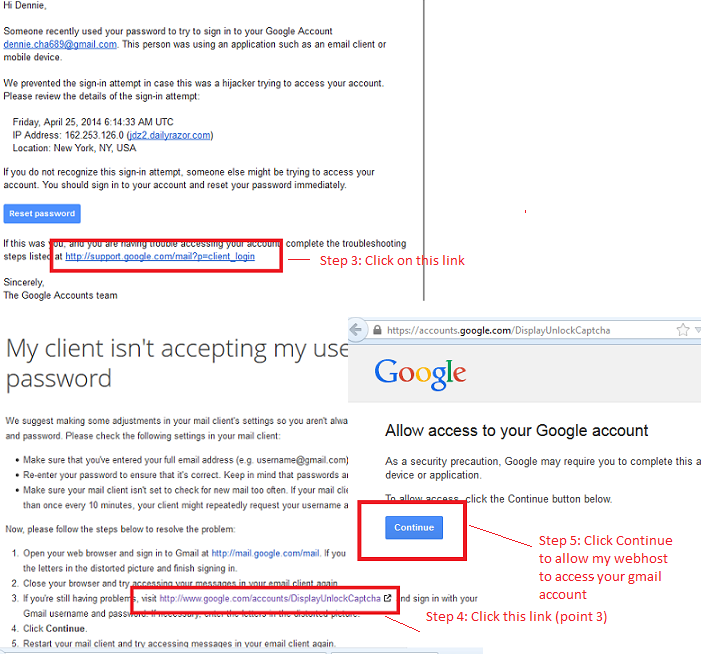 Hi Dennie,
Someone recently used your password to try to sign in to your Google Account
dennie.cha689@gmail.com. This person was using an application such as an email client or
mobile device.
We prevented the sign-in attempt in case this was a hijacker trying to access your account.
Please review the details of the sign-in attempt:
Friday, April 25, 2014 6:14:33 AM UTC
IP Address: 162.253.126.0 (jdz2.dailyrazor.com)
Location: New York, NY, USA
If you do not recognize this sign-in attempt, someone else might be trying to access your
account. You should sign in to your account and reset your password immediately.
Reset password
If this was you, and you are having trouble accessing your account, complete the troubleshooting
steps listed at http://support.google.com/mail?p=client_login
Step 3: Click on this link
Sincerely,
The Google Accounts team
My client isn't accepting my use
password
We suggest making some adjustments in your mail client's settings so you aren't alwa
and password. Please check the following settings in your mail client:
• Make sure that you've entered your full email address (e.g. username@gmail.com)
• Re-enter your password to ensure that it's correct. Keep in mind that passwords ar
• Make sure your mail client isn't set to check for new mail too often. If your mail clie
than once every 10 minutes, your client might repeatedly request your username a
Now, please follow the steps below to resolve the problem:
1. Open your web browser and sign in to Gmail at http://mail.google.com/mail. If you
the letters in the distorted picture and finish signing in.
2. Close your browser and try accessing your messages in your email client again.
3. If you're still having problems, visit http://www.google.com/accounts/DisplayUnlockCaptcha and sign in with your
Gmail username and password. If necessary, enter the letters in the distorted picture.
4. Click Continue.
5. Restart your mail client and try accessing messages in your email client again.
https://accounts.google.com/DisplayUnlockCaptcha
Google
Allow access to your Google account
As a security precaution, Google may require you to complete this a
device or application.
To allow access, click the Continue button below.
Continue
Step 5: Click Continue
to allow my webhost
to access your gmail
account
Step 4: Click this link (point 3)